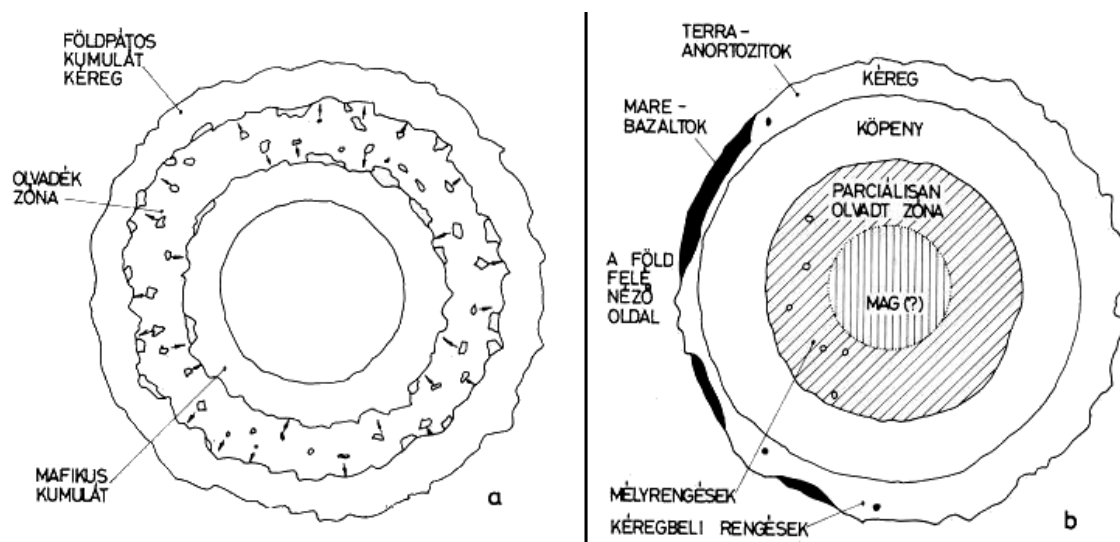 FÖLDPÁTOS
KUMULÁT
KÉREG
OLVADÉK
ZÓNA
MAFIKUS
KUMULÁT
a
TERRA-
ANORTOZITOK
MARE-
BAZALTOK
KÉREG
KÖPENY
PARCIÁLISAN
OLVADT ZÓNA
A FÖLD
FELÉ
NÉZŐ
OLDAL
MAG (?)
MÉLYRENGÉSEK
KÉREGBELI RENGÉSEK
b